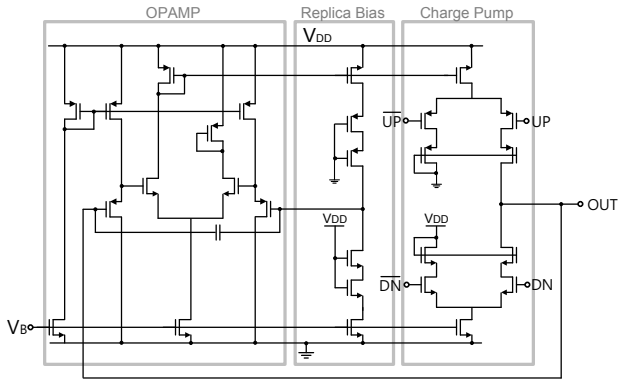 OPAMP
Replica Bias
Charge Pump
VDD
UP
UP
VDD
VDD
OUT
DN
DN
VB